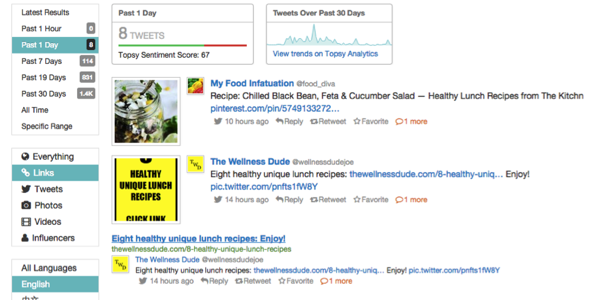 Latest Results
Past 1 Hour 0
Past 1 Day 8
Past 7 Days 114
Past 19 Days 831
Past 30 Days 1.4K
All Time
Specific Range
Everything
Links
Tweets
Photos
Videos
Influencers
All Languages
English
中文
Past 1 Day
8 TWEETS
Topsy Sentiment Score: 67
Tweets Over Past 30 Days
View trends on Topsy Analytics
My Food Infatuation @food_diva
Recipe: Chilled Black Bean, Feta & Cucumber Salad — Healthy Lunch Recipes from The Kitchn
pinterest.com/pin/5749133272...
10 hours ago Reply Retweet Favorite 1 more
HEALTHY
UNIQUE LUNCH
RECIPES
CLICK LINK
TWD
The Wellness Dude @wellnessdudejoe
Eight healthy unique lunch recipes: thewellnessdude.com/8-healthy-uniq... Enjoy!
pic.twitter.com/pnfts1fW8Y
14 hours ago Reply Retweet Favorite 1 more
Eight healthy unique lunch recipes: Enjoy!
thewellnessdude.com/8-healthy-unique-lunch-recipes
TWD
The Wellness Dude @wellnessdudejoe
Eight healthy unique lunch recipes: thewellnessdude.com/8-healthy-uniq... Enjoy! pic.twitter.com/pnfts1fW8Y
14 hours ago Reply Retweet Favorite 1 more